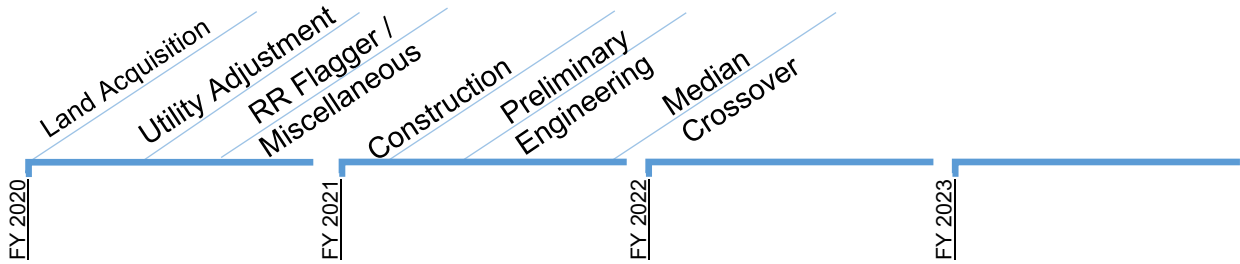 Land Acquisition
Utility Adjustment
RR Flagger /
Miscellaneous
Construction
Preliminary
Engineering
Median
Crossover
FY 2020
FY 2021
FY 2022
FY 2023